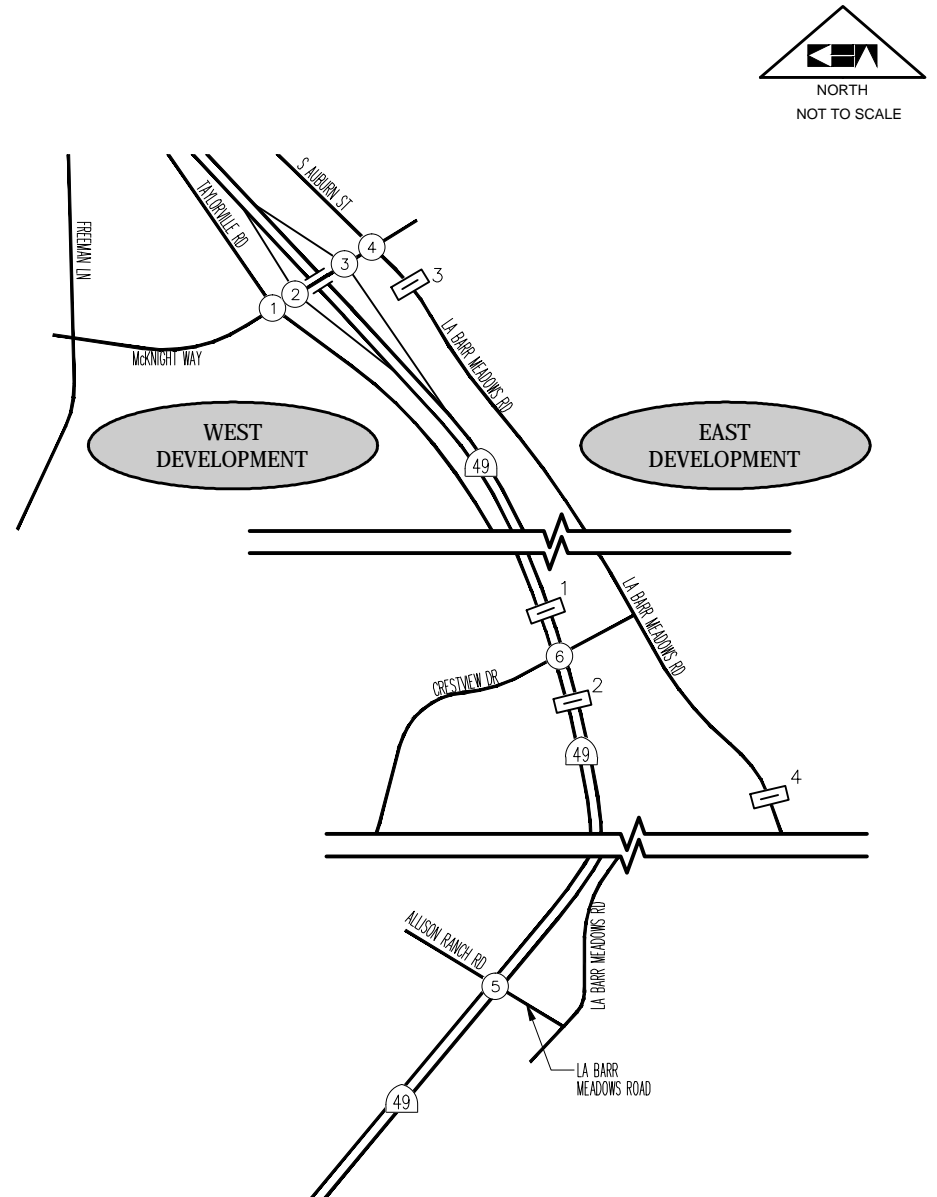 NORTH
NOT TO SCALE
S AUBURN ST
TAYLORVILLE RD
FREEMAN LN
4
3
3
2
1
McKNIGHT WAY
LA BARR MEADOWS RD
WEST
DEVELOPMENT
EAST
DEVELOPMENT
49
1
LA BARR MEADOWS RD
6
CRESTVIEW DR
2
49
4
ALLISON RANCH RD
LA BARR MEADOWS RD
5
LA BARR
MEADOWS ROAD
49